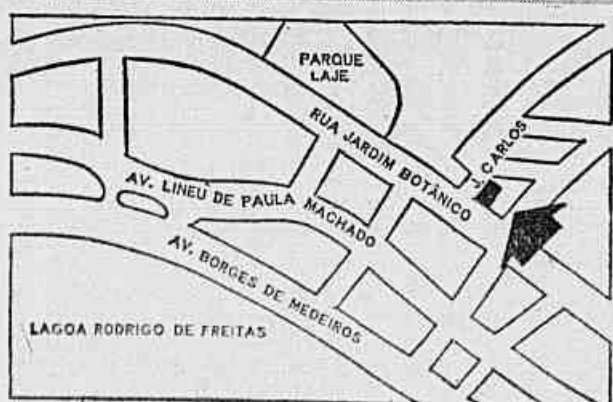 PARQUE
LAJE
RUA JARDIM BOTÂNICO
J. CARLOS
AV. LINEU DE PAULA MACHADO
AV. BORGES DE MEDEIROS
LAGOA RODRIGO DE FREITAS